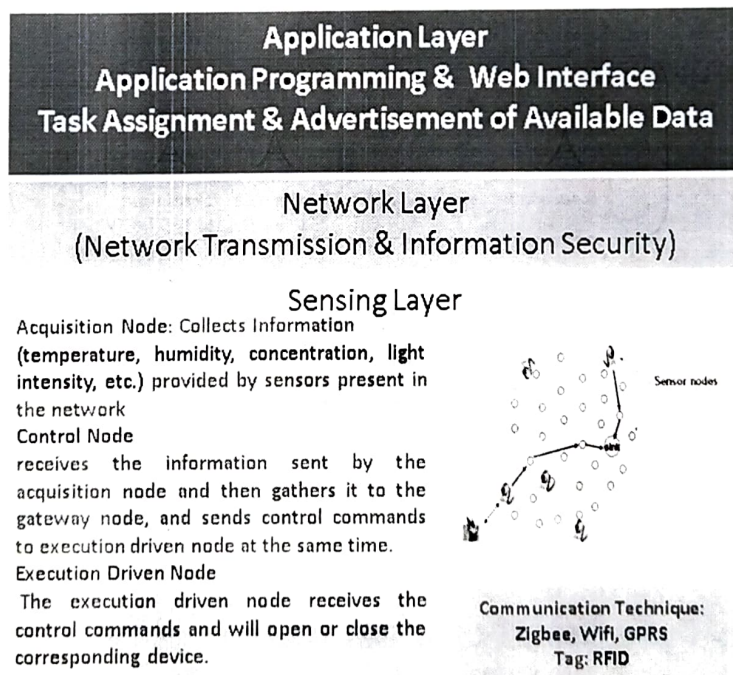 Application Layer
Application Programming & Web Interface
Task Assignment & Advertisement of Available Data
Network Layer
(Network Transmission & Information Security)
Sensing Layer
Acquisition Node: Collects Information
(temperature, humidity, concentration, light
intensity, etc.) provided by sensors present in
the network
Control Node
receives the information sent by the
acquisition node and then gathers it to the
gateway node, and sends control commands
to execution driven node at the same time.
Execution Driven Node
The execution driven node receives the
control commands and will open or close the
corresponding device.
Sensor nodes
sink
Communication Technique:
Zigbee, Wifi, GPRS
Tag: RFID